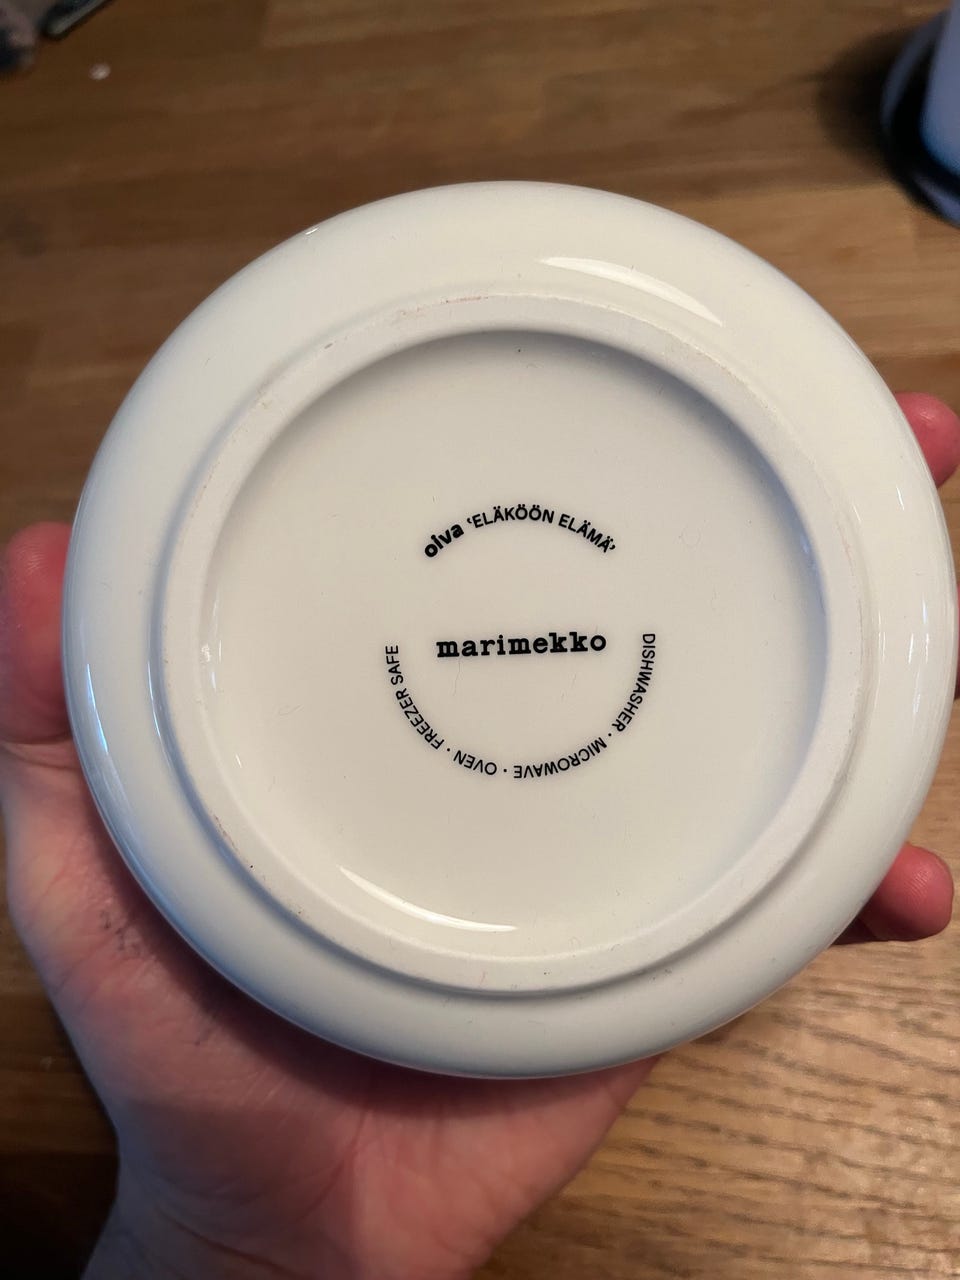 oiva ‘ELÄKÖÖN ELÄMÄ’
marimekko
DISHWASHER · MICROWAVE · OVEN · FREEZER SAFE